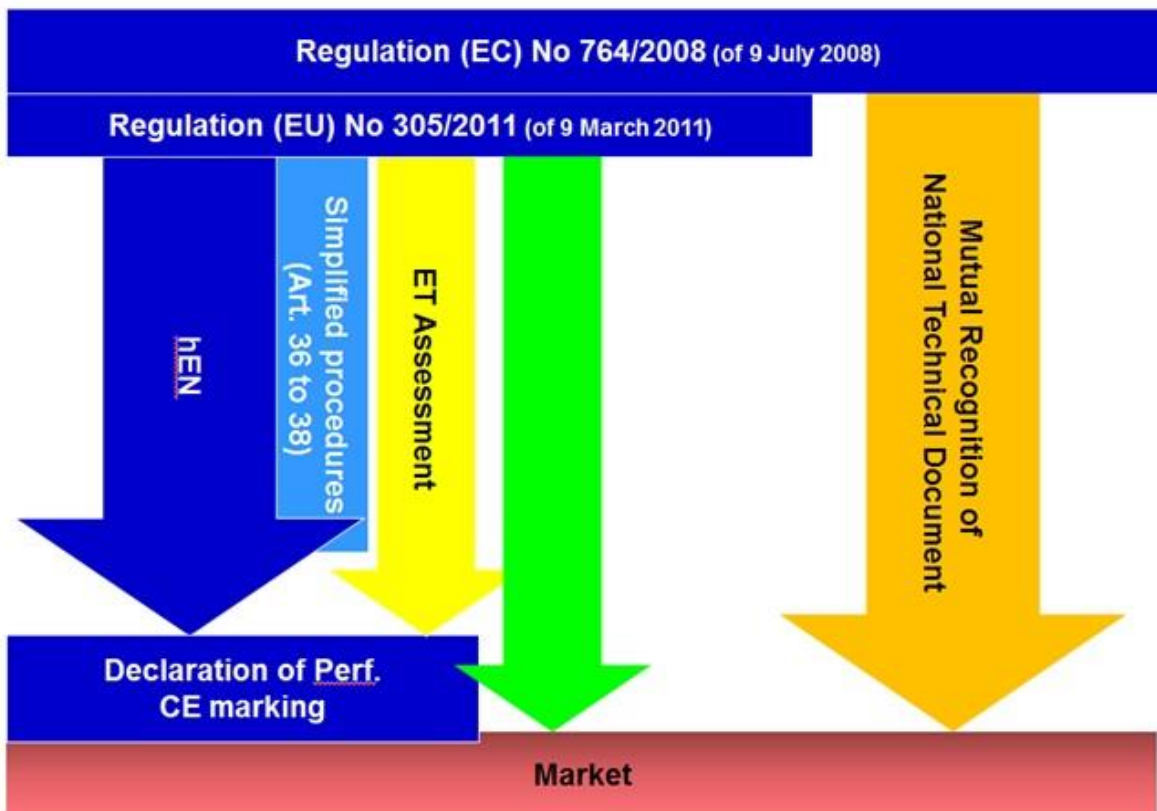 Regulation (EC) No 764/2008 (of 9 July 2008)
Regulation (EU) No 305/2011 (of 9 March 2011)
hEN
Simplified procedures
(Art. 36 to 38)
ET Assessment
Mutual Recognition of
National Technical Document
Declaration of Perf.
CE marking
Market